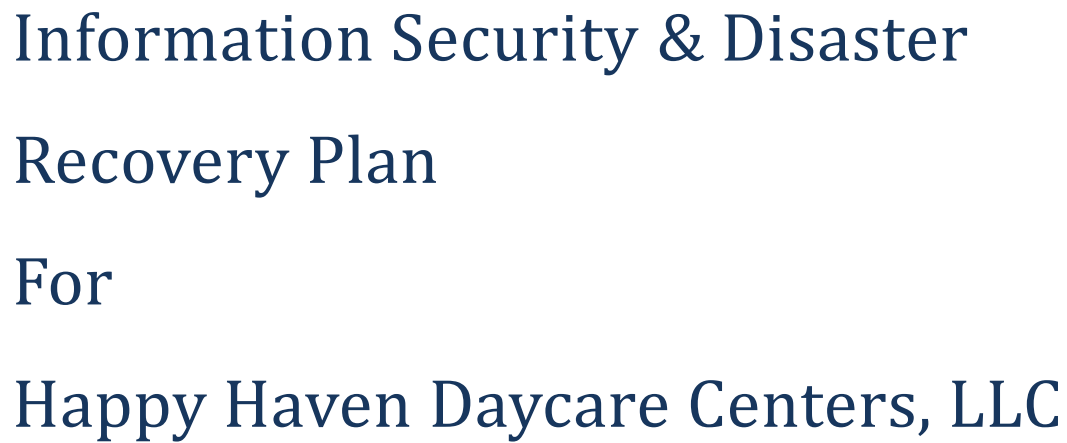 Information Security & Disaster
Recovery Plan
For
Happy Haven Daycare Centers, LLC